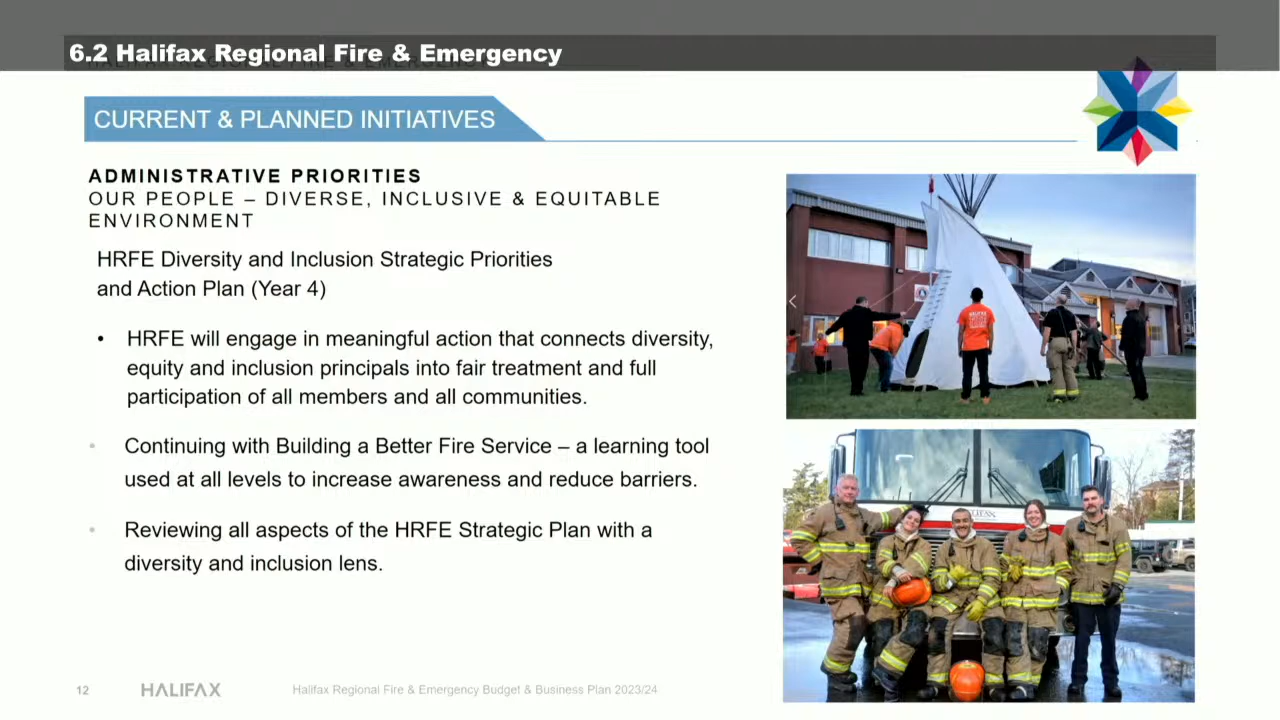 6.2 Halifax Regional Fire & Emergency
CURRENT & PLANNED INITIATIVES
ADMINISTRATIVE PRIORITIES
OUR PEOPLE – DIVERSE, INCLUSIVE & EQUITABLE
ENVIRONMENT
HRFE Diversity and Inclusion Strategic Priorities
and Action Plan (Year 4)
• HRFE will engage in meaningful action that connects diversity,
equity and inclusion principals into fair treatment and full
participation of all members and all communities.
• Continuing with Building a Better Fire Service – a learning tool
used at all levels to increase awareness and reduce barriers.
• Reviewing all aspects of the HRFE Strategic Plan with a
diversity and inclusion lens.
12
HALIFAX
Halifax Regional Fire & Emergency Budget & Business Plan 2023/24